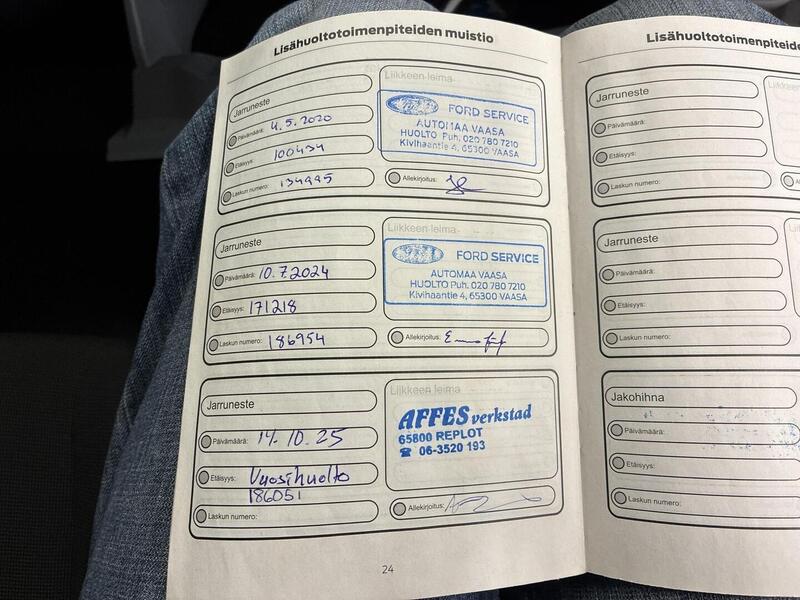 Lisähuoltotoimenpiteiden muistio
Jarruneste
Päivämäärä: 4.5.2020
Etäisyys: 100434
Laskun numero: 134995
Liikkeen leima
Ford
FORD SERVICE
AUTOMAA VAASA
HUOLTO Puh. 020 780 7210
Kivihaantie 4, 65300 VAASA
Allekirjoitus:
Jarruneste
Päivämäärä: 10.7.2024
Etäisyys: 171218
Laskun numero: 186954
Liikkeen leima
FORD SERVICE
AUTOMAA VAASA
HUOLTO Puh. 020 780 7210
Kivihaantie 4, 65300 VAASA
Allekirjoitus:
Jarruneste
Päivämäärä: 14.10.25
Etäisyys: Vuosihuolto
186051
Laskun numero:
Liikkeen leima
AFFES verkstad
65800 REPLOT
☎ 06-3520 193
Allekirjoitus:
24
Lisähuoltotoimenpiteide
Jarruneste
Päivämäärä:
Etäisyys:
Laskun numero:
Liikkeen
Jarruneste
Päivämäärä:
Etäisyys:
Laskun numero:
Jakohihna
Päivämäärä:
Etäisyys:
Laskun numero: